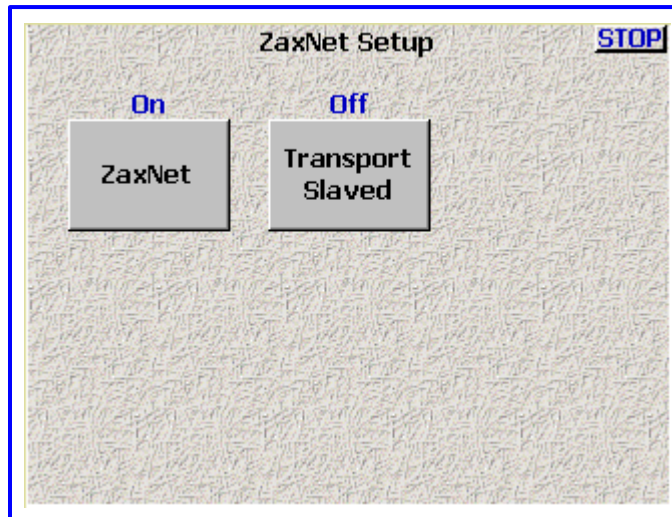 ZaxNet Setup
STOP
On
Off
ZaxNet
Transport
Slaved